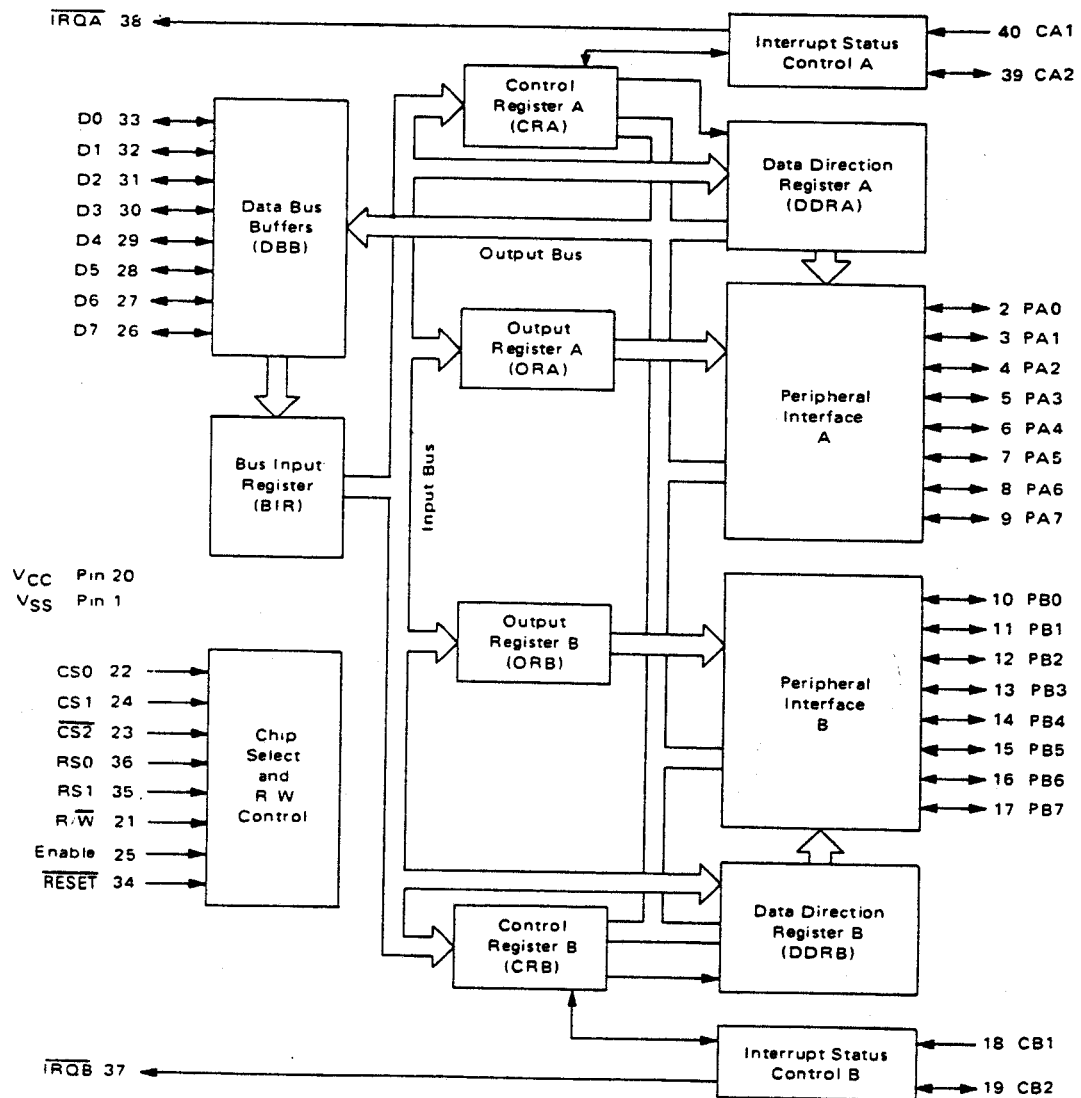 IRQA 38
Interrupt Status
Control A
40 CA1
39 CA2
Control
Register A
(CRA)
D0 33
D1 32
D2 31
D3 30
D4 29
D5 28
D6 27
D7 26
Data Bus
Buffers
(DBB)
Data Direction
Register A
(DDRA)
Output Bus
Output
Register A
(ORA)
Peripheral
Interface
A
2 PA0
3 PA1
4 PA2
5 PA3
6 PA4
7 PA5
8 PA6
9 PA7
Bus Input
Register
(BIR)
Input Bus
VCC Pin 20
VSS Pin 1
Output
Register B
(ORB)
Peripheral
Interface
B
10 PB0
11 PB1
12 PB2
13 PB3
14 PB4
15 PB5
16 PB6
17 PB7
CS0 22
CS1 24
CS2 23
RS0 36
RS1 35
R/W 21
Enable 25
RESET 34
Chip
Select
and
R W
Control
Control
Register B
(CRB)
Data Direction
Register B
(DDRB)
Interrupt Status
Control B
18 CB1
19 CB2
IRQB 37